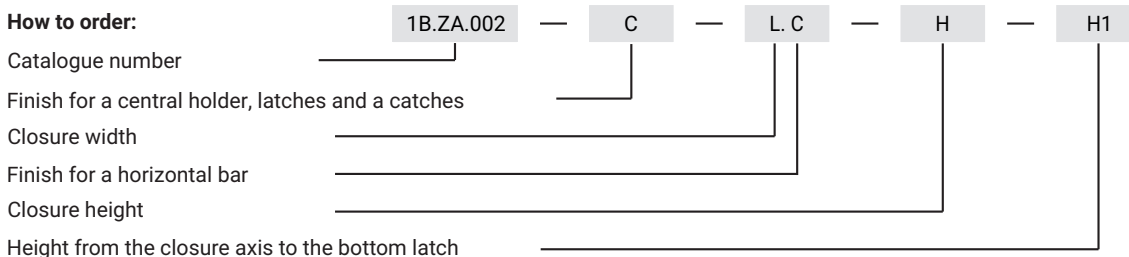 How to order: 1B.ZA.002 — C — L. C — H — H1
Catalogue number
Finish for a central holder, latches and a catches
Closure width
Finish for a horizontal bar
Closure height
Height from the closure axis to the bottom latch